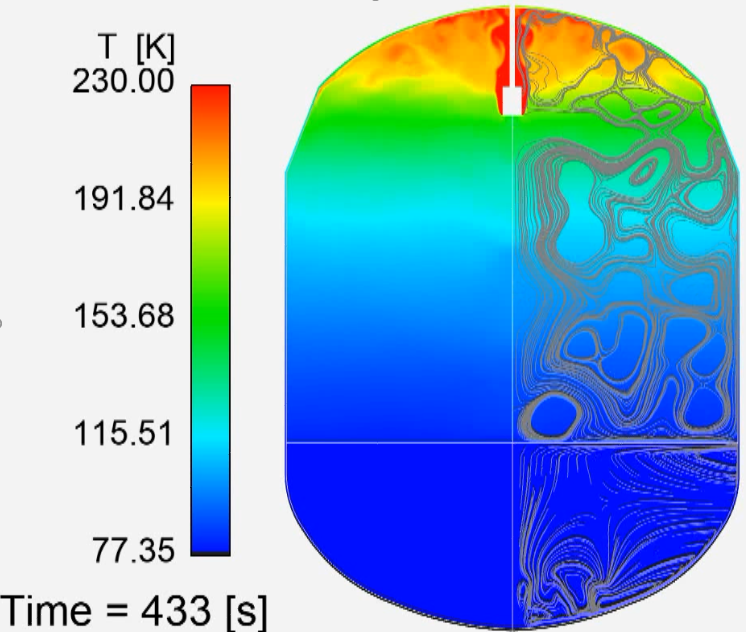 T [K]
230.00
191.84
153.68
115.51
77.35
Time = 433 [s]